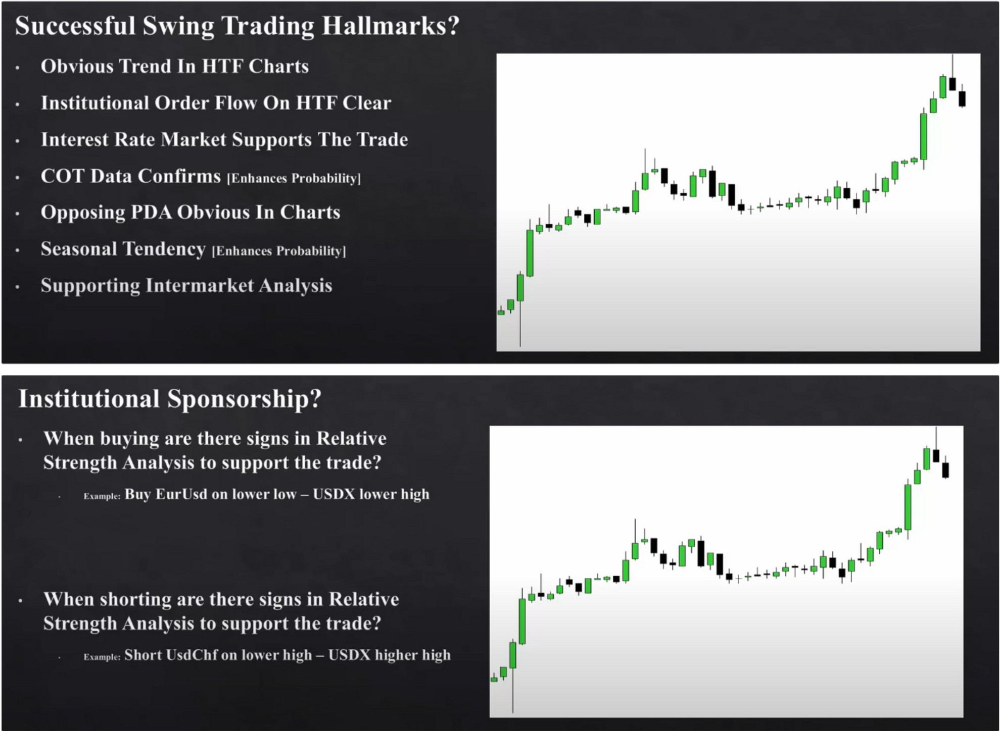 Successful Swing Trading Hallmarks?
• Obvious Trend In HTF Charts
• Institutional Order Flow On HTF Clear
• Interest Rate Market Supports The Trade
• COT Data Confirms [Enhances Probability]
• Opposing PDA Obvious In Charts
• Seasonal Tendency [Enhances Probability]
• Supporting Intermarket Analysis
Institutional Sponsorship?
• When buying are there signs in Relative
Strength Analysis to support the trade?
• Example: Buy EurUsd on lower low – USDX lower high
• When shorting are there signs in Relative
Strength Analysis to support the trade?
• Example: Short UsdChf on lower high – USDX higher high